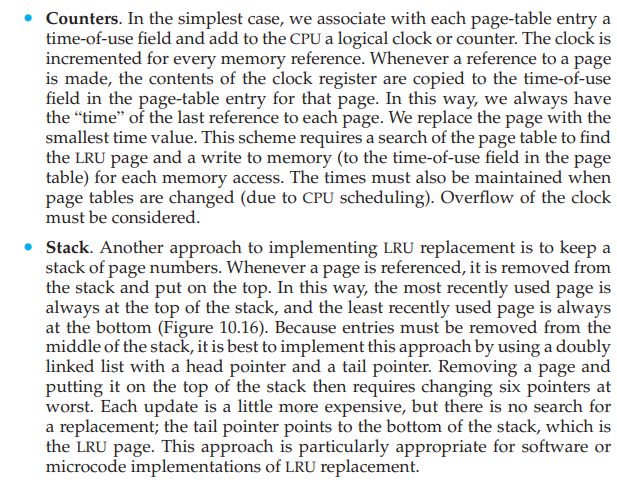 • Counters. In the simplest case, we associate with each page-table entry a
time-of-use field and add to the CPU a logical clock or counter. The clock is
incremented for every memory reference. Whenever a reference to a page
is made, the contents of the clock register are copied to the time-of-use
field in the page-table entry for that page. In this way, we always have
the “time” of the last reference to each page. We replace the page with the
smallest time value. This scheme requires a search of the page table to find
the LRU page and a write to memory (to the time-of-use field in the page
table) for each memory access. The times must also be maintained when
page tables are changed (due to CPU scheduling). Overflow of the clock
must be considered.
• Stack. Another approach to implementing LRU replacement is to keep a
stack of page numbers. Whenever a page is referenced, it is removed from
the stack and put on the top. In this way, the most recently used page is
always at the top of the stack, and the least recently used page is always
at the bottom (Figure 10.16). Because entries must be removed from the
middle of the stack, it is best to implement this approach by using a doubly
linked list with a head pointer and a tail pointer. Removing a page and
putting it on the top of the stack then requires changing six pointers at
worst. Each update is a little more expensive, but there is no search for
a replacement; the tail pointer points to the bottom of the stack, which is
the LRU page. This approach is particularly appropriate for software or
microcode implementations of LRU replacement.